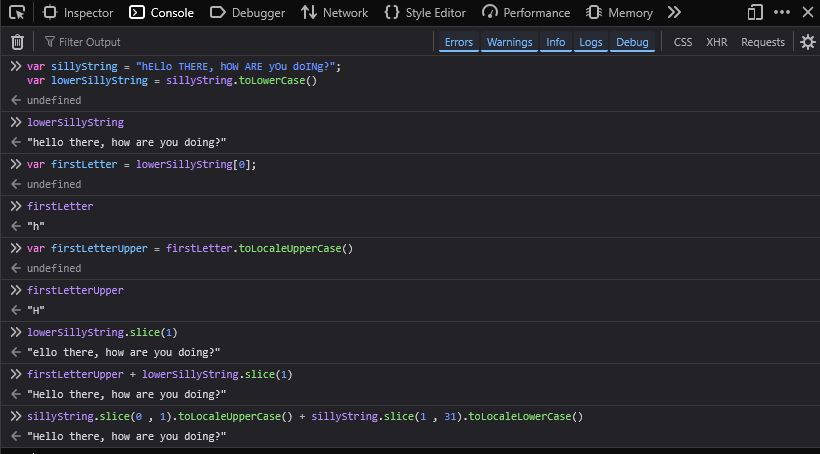 Inspector Console Debugger Network Style Editor Performance Memory
Filter Output Errors Warnings Info Logs Debug CSS XHR Requests
var sillyString = "hELlo THERE, hOW ARE yOu doINg?";
var lowerSillyString = sillyString.toLowerCase()
undefined
lowerSillyString
"hello there, how are you doing?"
var firstLetter = lowerSillyString[0];
undefined
firstLetter
"h"
var firstLetterUpper = firstLetter.toLocaleUpperCase()
undefined
firstLetterUpper
"H"
lowerSillyString.slice(1)
"ello there, how are you doing?"
firstLetterUpper + lowerSillyString.slice(1)
"Hello there, how are you doing?"
sillyString.slice(0 , 1).toLocaleUpperCase() + sillyString.slice(1 , 31).toLocaleLowerCase()
"Hello there, how are you doing?"